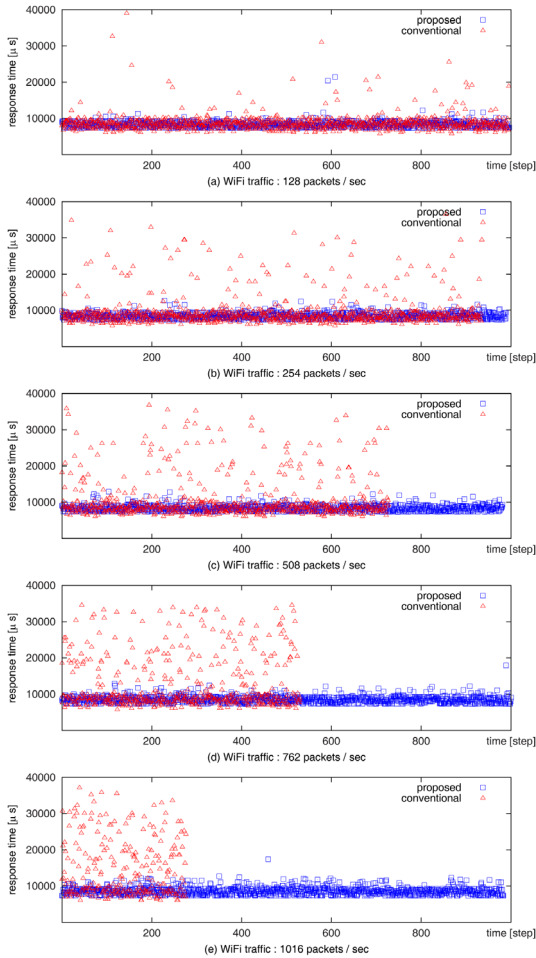 40000
proposed
conventional
30000
20000
10000
response time [μ s]
200 400 600 800 time [step]
(a) WiFi traffic : 128 packets / sec
40000
proposed
conventional
30000
20000
10000
response time [μ s]
200 400 600 800 time [step]
(b) WiFi traffic : 254 packets / sec
40000
proposed
conventional
30000
20000
10000
response time [μ s]
200 400 600 800 time [step]
(c) WiFi traffic : 508 packets / sec
40000
proposed
conventional
30000
20000
10000
response time [μ s]
200 400 600 800 time [step]
(d) WiFi traffic : 762 packets / sec
40000
proposed
conventional
30000
20000
10000
response time [μ s]
200 400 600 800 time [step]
(e) WiFi traffic : 1016 packets / sec